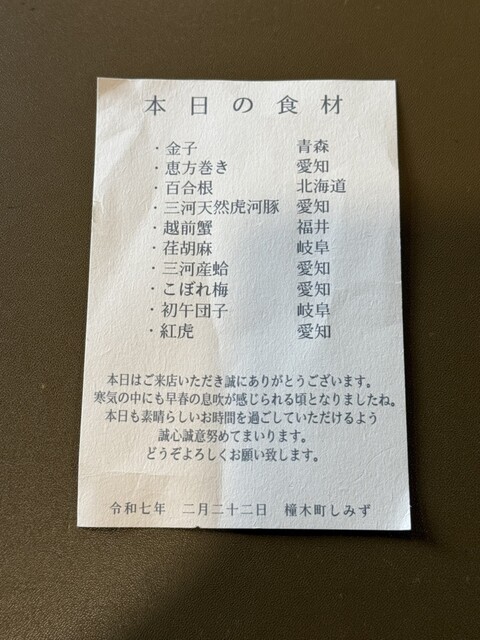 本日の食材
・金子 青森
・恵方巻き 愛知
・百合根 北海道
・三河天然虎河豚 愛知
・越前蟹 福井
・荏胡麻 岐阜
・三河産蛤 愛知
・こぼれ梅 愛知
・初午団子 岐阜
・紅虎 愛知
本日はご来店いただき誠にありがとうございます。
寒気の中にも早春の息吹が感じられる頃となりましたね。
本日も素晴らしいお時間を過ごしていただけるよう
誠心誠意努めてまいります。
どうぞよろしくお願い致します。
令和七年 二月二十二日 橦木町しみず